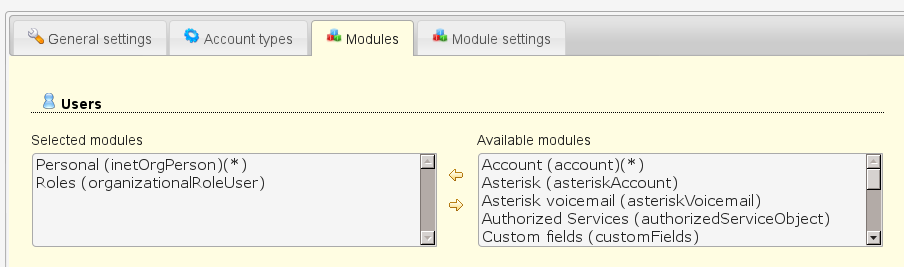 General settings
Account types
Modules
Module settings
Users
Selected modules
Available modules
Personal (inetOrgPerson)(*)
Roles (organizationalRoleUser)
Account (account)(*)
Asterisk (asteriskAccount)
Asterisk voicemail (asteriskVoicemail)
Authorized Services (authorizedServiceObject)
Custom fields (customFields)